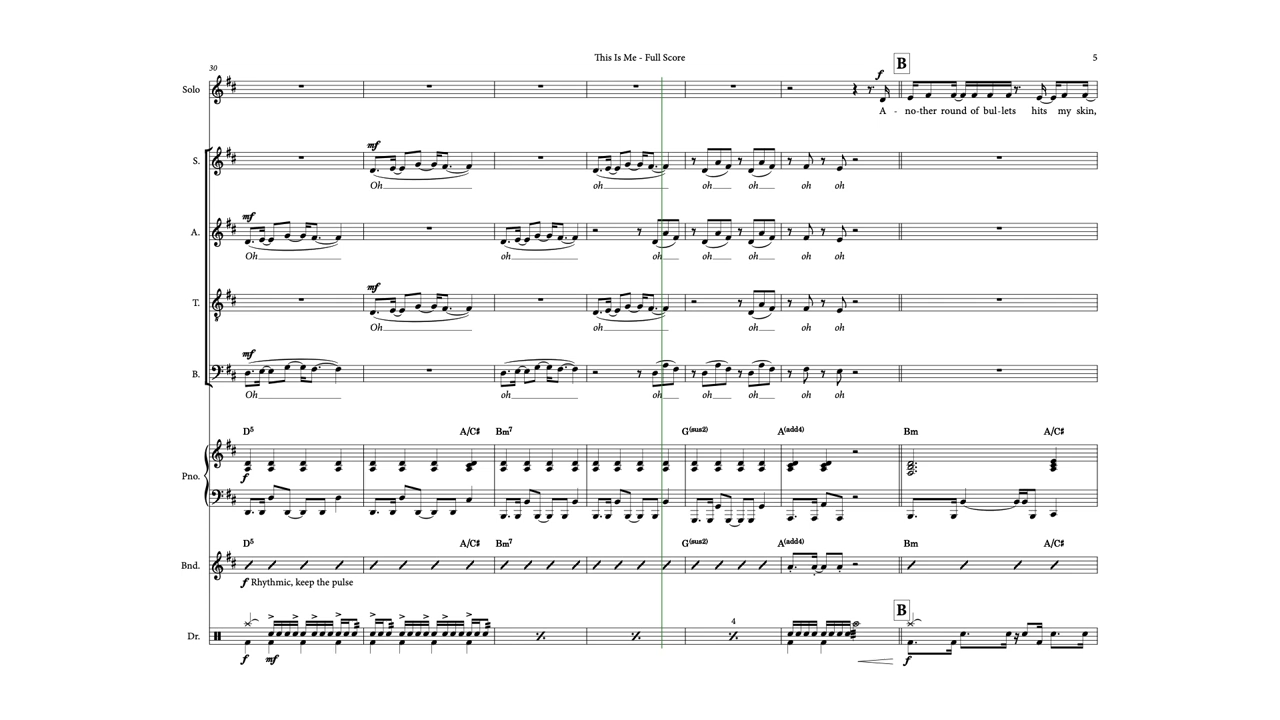 This Is Me - Full Score
5
30
B
Solo
f
A - no-ther round of bul-lets hits my skin,
S.
mf
Oh oh oh oh oh oh
A.
mf
Oh oh oh oh oh oh oh
T.
mf
Oh oh oh oh oh
B.
mf
Oh oh oh oh oh oh oh
D5 A/C♯ Bm7 G(sus2) A(add4) Bm A/C♯
Pno.
f
D5 A/C♯ Bm7 G(sus2) A(add4) Bm A/C♯
Bnd.
f Rhythmic, keep the pulse
B
4
Dr.
f mf f